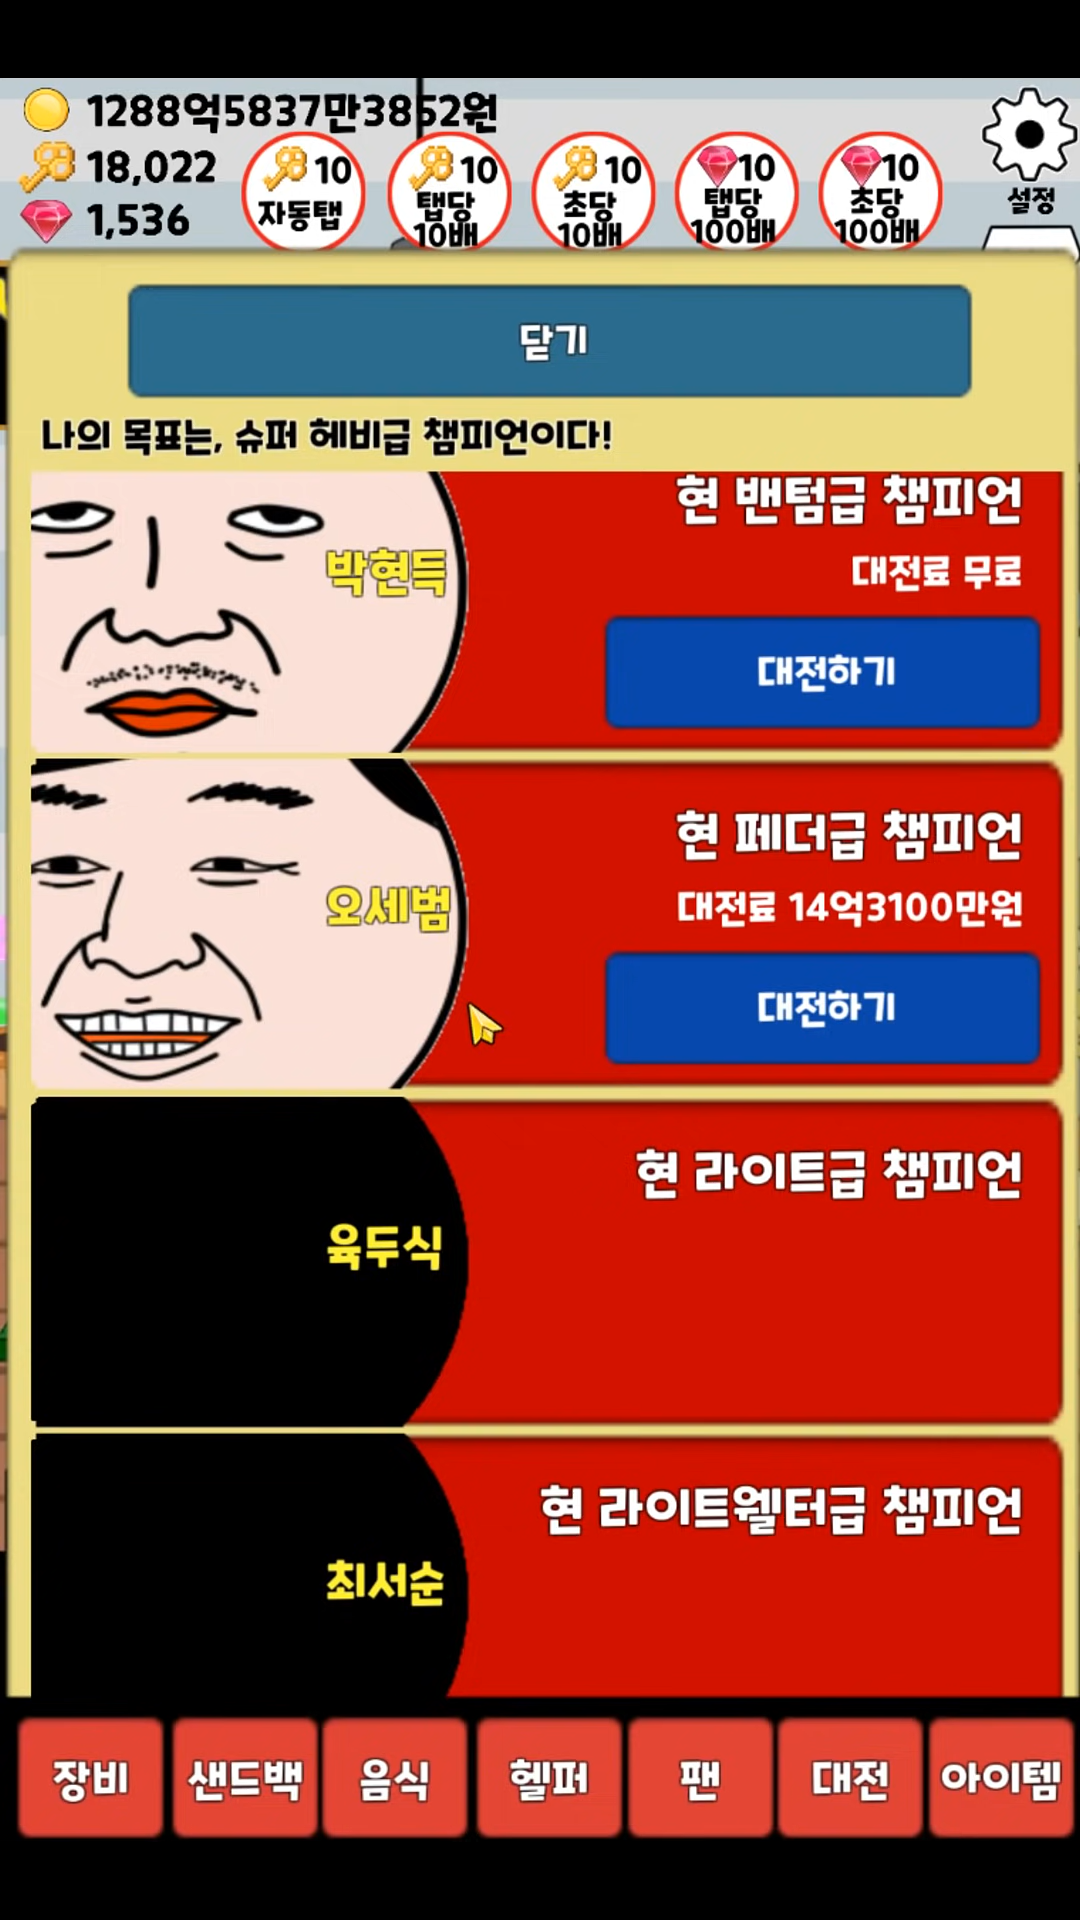 1288억5837만3852원
18,022
1,536
10
자동탭
10
탭당
10배
10
초당
10배
10
탭당
100배
10
초당
100배
설정
닫기
나의 목표는, 슈퍼 헤비급 챔피언이다!
현 밴텀급 챔피언
박현득
대전료 무료
대전하기
현 페더급 챔피언
오세범
대전료 14억3100만원
대전하기
현 라이트급 챔피언
육두식
현 라이트웰터급 챔피언
최서순
장비
샌드백
음식
헬퍼
팬
대전
아이템